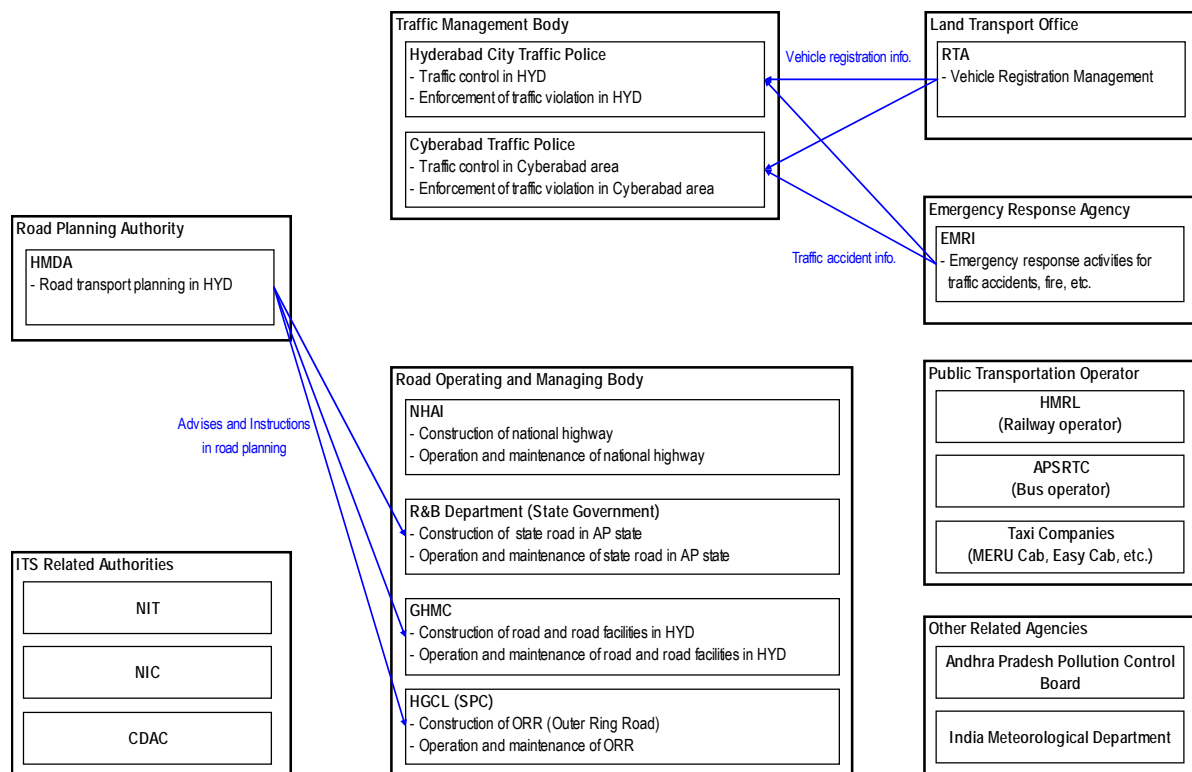 Traffic Management Body
Hyderabad City Traffic Police
- Traffic control in HYD
- Enforcement of traffic violation in HYD
Cyberabad Traffic Police
- Traffic control in Cyberabad area
- Enforcement of traffic violation in Cyberabad area
Vehicle registration info.
Land Transport Office
RTA
- Vehicle Registration Management
Traffic accident info.
Emergency Response Agency
EMRI
- Emergency response activities for
traffic accidents, fire, etc.
Road Planning Authority
HMDA
- Road transport planning in HYD
Advises and Instructions
in road planning
Road Operating and Managing Body
NHAI
- Construction of national highway
- Operation and maintenance of national highway
R&B Department (State Government)
- Construction of state road in AP state
- Operation and maintenance of state road in AP state
GHMC
- Construction of road and road facilities in HYD
- Operation and maintenance of road and road facilities in HYD
HGCL (SPC)
- Construction of ORR (Outer Ring Road)
- Operation and maintenance of ORR
Public Transportation Operator
HMRL
(Railway operator)
APSRTC
(Bus operator)
Taxi Companies
(MERU Cab, Easy Cab, etc.)
ITS Related Authorities
NIT
NIC
CDAC
Other Related Agencies
Andhra Pradesh Pollution Control
Board
India Meteorological Department